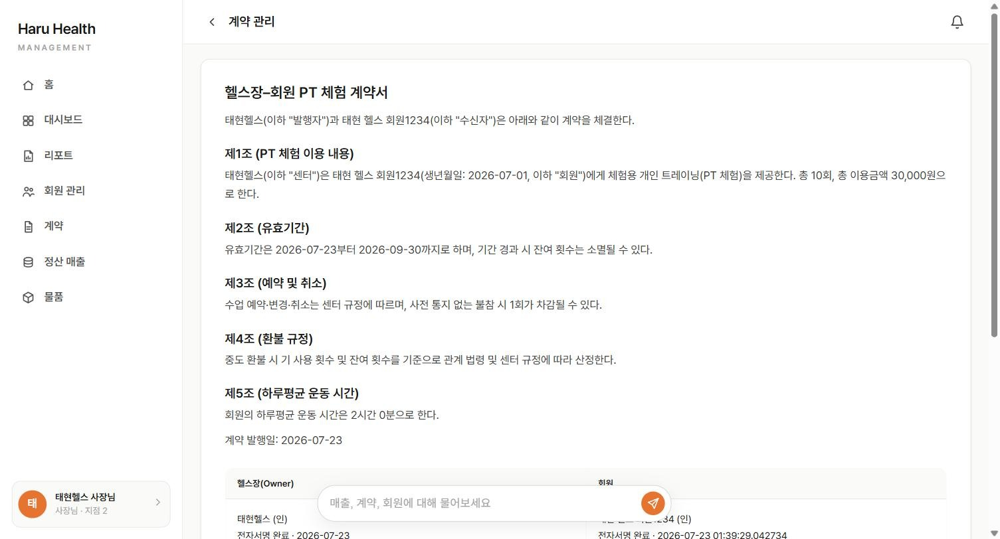 Haru Health
MANAGEMENT
홈
대시보드
리포트
회원 관리
계약
정산 매출
물품
태
태현헬스 사장님
사장님 · 지점 2
계약 관리
헬스장–회원 PT 체험 계약서
태현헬스(이하 "발행자")과 태현 헬스 회원1234(이하 "수신자")은 아래와 같이 계약을 체결한다.
제1조 (PT 체험 이용 내용)
태현헬스(이하 "센터")은 태현 헬스 회원1234(생년월일: 2026-07-01, 이하 "회원")에게 체험용 개인 트레이닝(PT 체험)을 제공한다. 총 10회, 총 이용금액 30,000원으
로 한다.
제2조 (유효기간)
유효기간은 2026-07-23부터 2026-09-30까지로 하며, 기간 경과 시 잔여 횟수는 소멸될 수 있다.
제3조 (예약 및 취소)
수업 예약·변경·취소는 센터 규정에 따르며, 사전 통지 없는 불참 시 1회가 차감될 수 있다.
제4조 (환불 규정)
중도 환불 시 기 사용 횟수 및 잔여 횟수를 기준으로 관계 법령 및 센터 규정에 따라 산정한다.
제5조 (하루평균 운동 시간)
회원의 하루평균 운동 시간은 2시간 0분으로 한다.
계약 발행일: 2026-07-23
헬스장(Owner)
회원
매출, 계약, 회원에 대해 물어보세요
태현헬스 (인)
(인)
전자서명 완료 · 2026-07-23
전자서명 완료 · 2026-07-23 01:39:29.042734